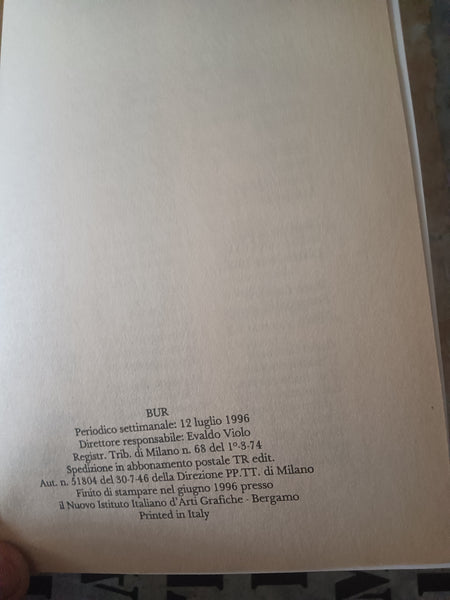 BUR
Periodico settimanale: 12 luglio 1996
Direttore responsabile: Evaldo Violo
Registr. Trib. di Milano n. 68 del 1°-3-74
Spedizione in abbonamento postale TR edit.
Aut. n. 51804 del 30-7-46 della Direzione PP.TT. di Milano
Finito di stampare nel giugno 1996 presso
il Nuovo Istituto Italiano d'Arti Grafiche - Bergamo
Printed in Italy